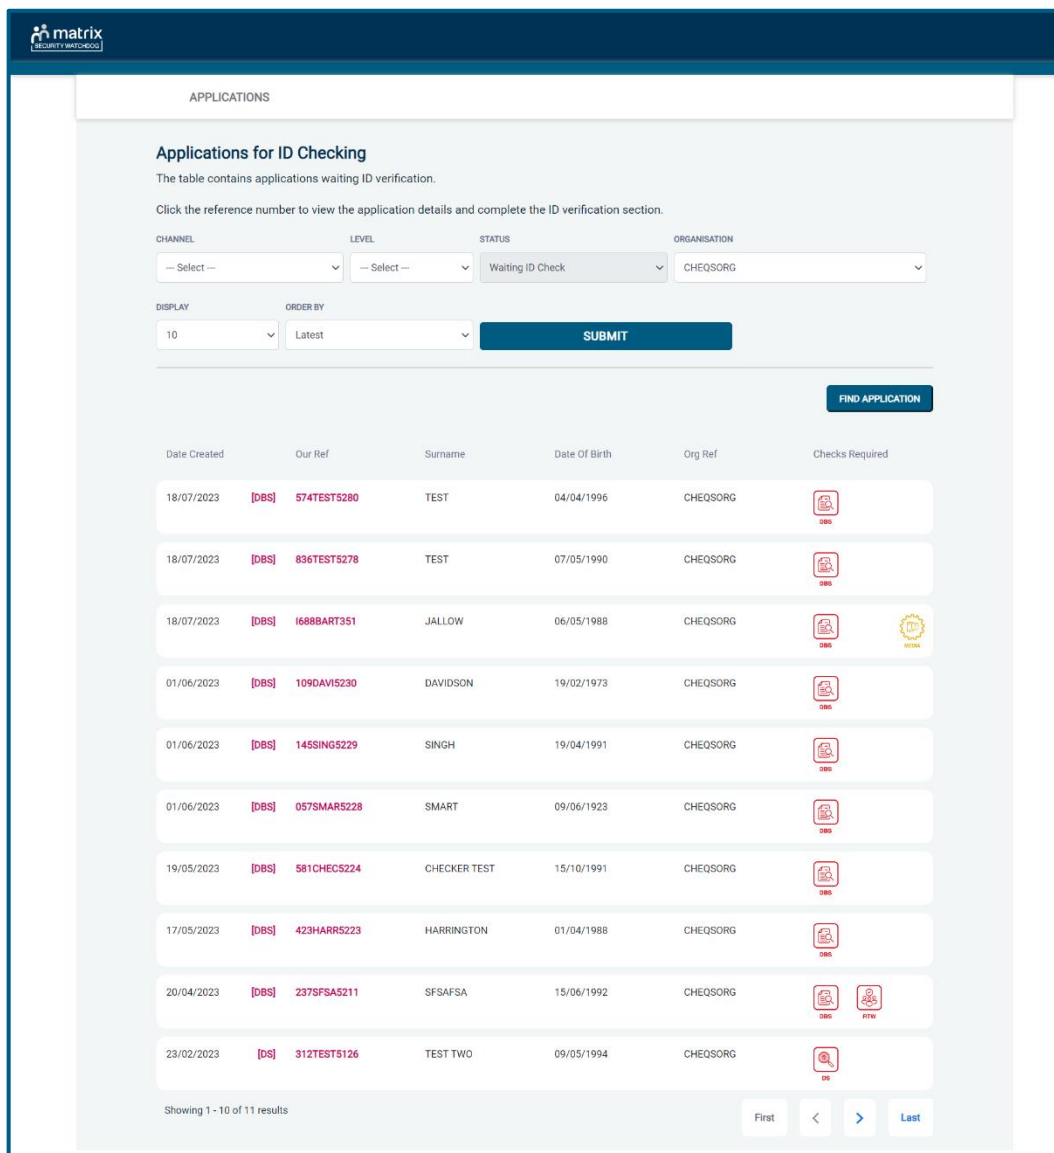 matrix
SECURITY WATCHDOG
APPLICATIONS
Applications for ID Checking
The table contains applications waiting ID verification.
Click the reference number to view the application details and complete the ID verification section.
CHANNEL LEVEL STATUS ORGANISATION
--- Select --- --- Select --- Waiting ID Check CHEQSORG
DISPLAY ORDER BY
10 Latest SUBMIT
FIND APPLICATION
Date Created Our Ref Surname Date Of Birth Org Ref Checks Required
18/07/2023 [DBS] 574TEST5280 TEST 04/04/1996 CHEQSORG
DBS
18/07/2023 [DBS] 836TEST5278 TEST 07/05/1990 CHEQSORG
DBS
18/07/2023 [DBS] I688BART351 JALLOW 06/05/1988 CHEQSORG
DBS
01/06/2023 [DBS] 109DAVI5230 DAVIDSON 19/02/1973 CHEQSORG
DBS
01/06/2023 [DBS] 145SING5229 SINGH 19/04/1991 CHEQSORG
DBS
01/06/2023 [DBS] 057SMAR5228 SMART 09/06/1923 CHEQSORG
DBS
19/05/2023 [DBS] 581CHEC5224 CHECKER TEST 15/10/1991 CHEQSORG
DBS
17/05/2023 [DBS] 423HARR5223 HARRINGTON 01/04/1988 CHEQSORG
DBS
20/04/2023 [DBS] 237SFSA5211 SFSAFSA 15/06/1992 CHEQSORG
DBS RTW
23/02/2023 [DS] 312TEST5126 TEST TWO 09/05/1994 CHEQSORG
DS
Showing 1 - 10 of 11 results
First < > Last